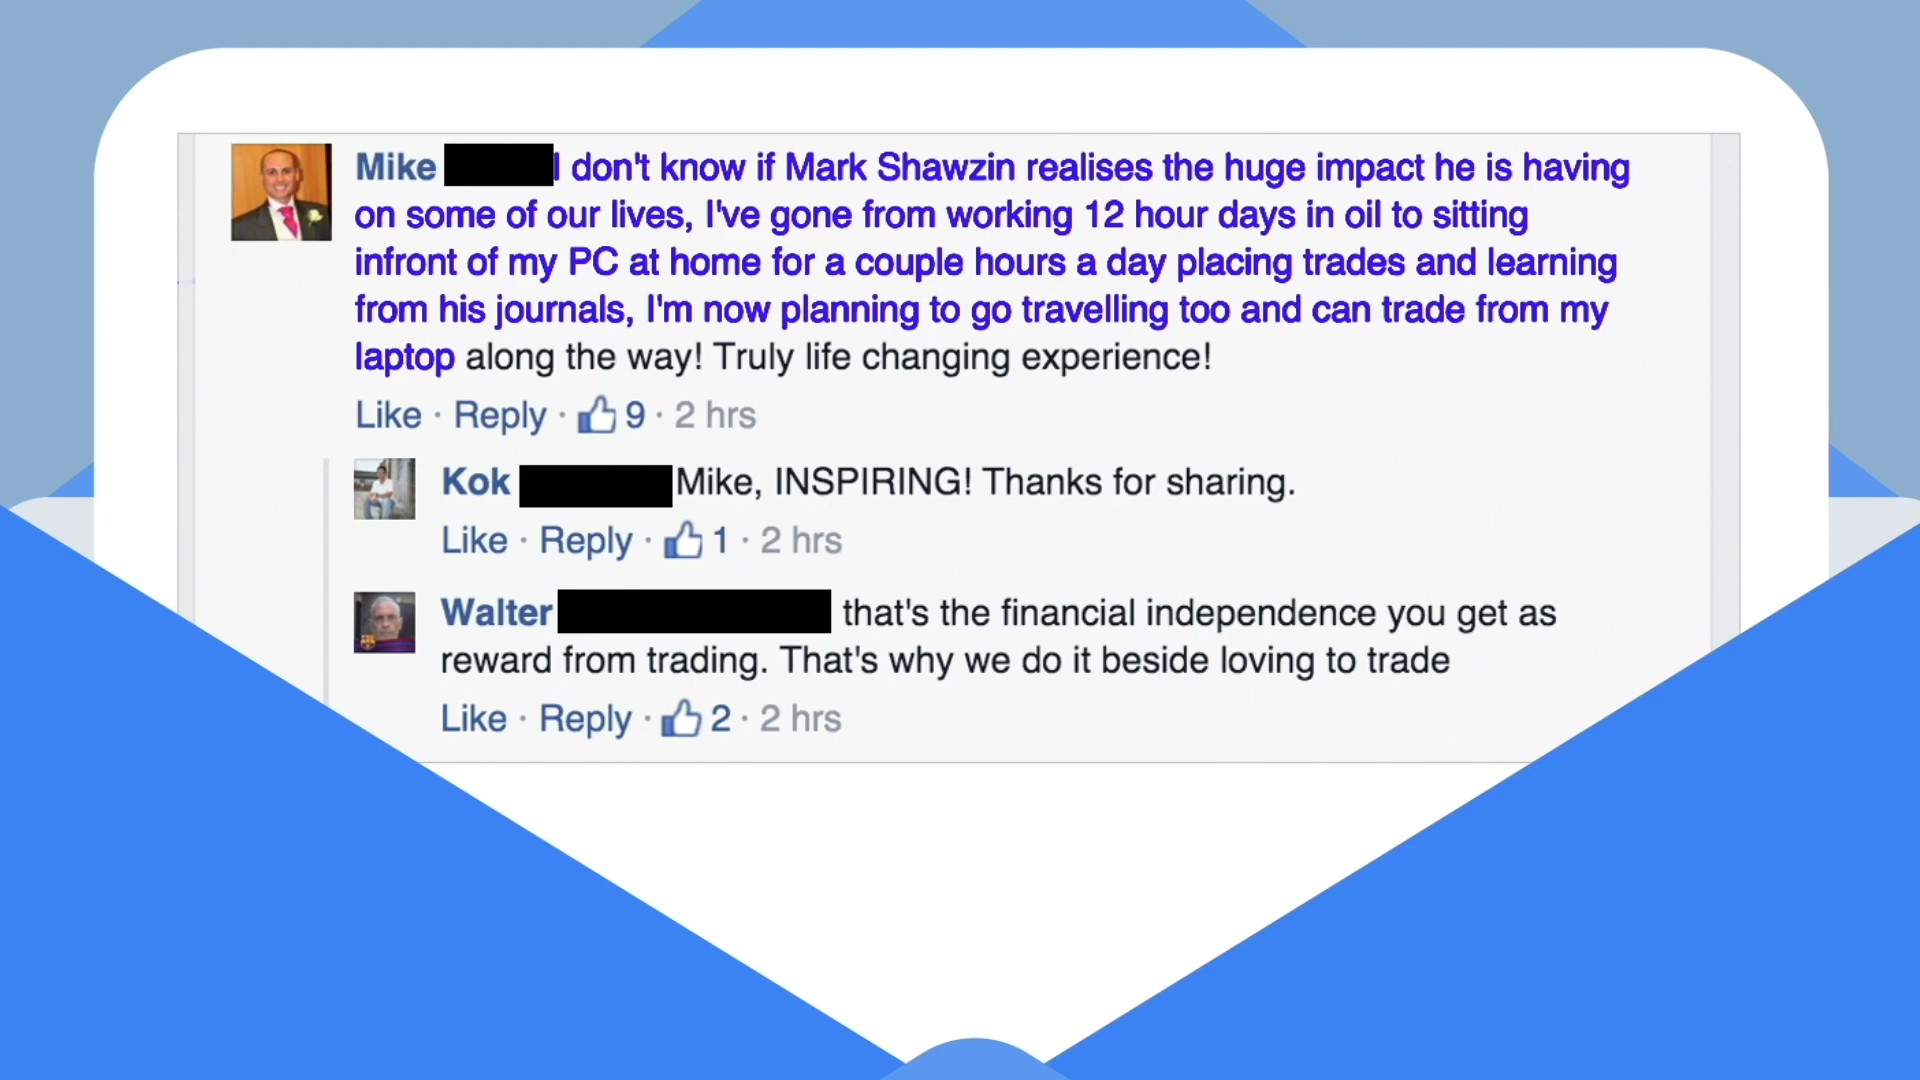 Mike I don't know if Mark Shawzin realises the huge impact he is having
on some of our lives, I've gone from working 12 hour days in oil to sitting
infront of my PC at home for a couple hours a day placing trades and learning
from his journals, I'm now planning to go travelling too and can trade from my
laptop along the way! Truly life changing experience!
Like · Reply · 9 · 2 hrs
Kok Mike, INSPIRING! Thanks for sharing.
Like · Reply · 1 · 2 hrs
Walter that's the financial independence you get as
reward from trading. That's why we do it beside loving to trade
Like · Reply · 2 · 2 hrs